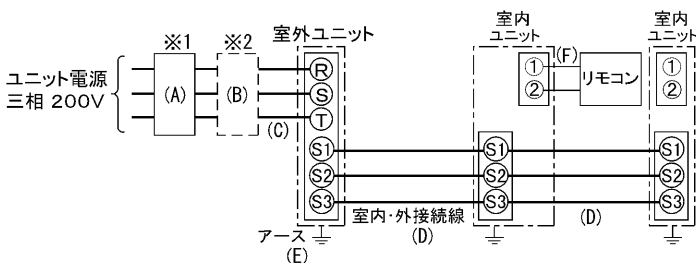 ※1
※2
室外ユニット
室内
ユニット
室内
ユニット
ユニット電源
三相 200V
(A)
(B)
(C)
R
S
T
S1
S2
S3
①
②
(F)
リモコン
①
②
S1
S2
S3
S1
S2
S3
室内・外接続線
(D)
(D)
アース
(E)